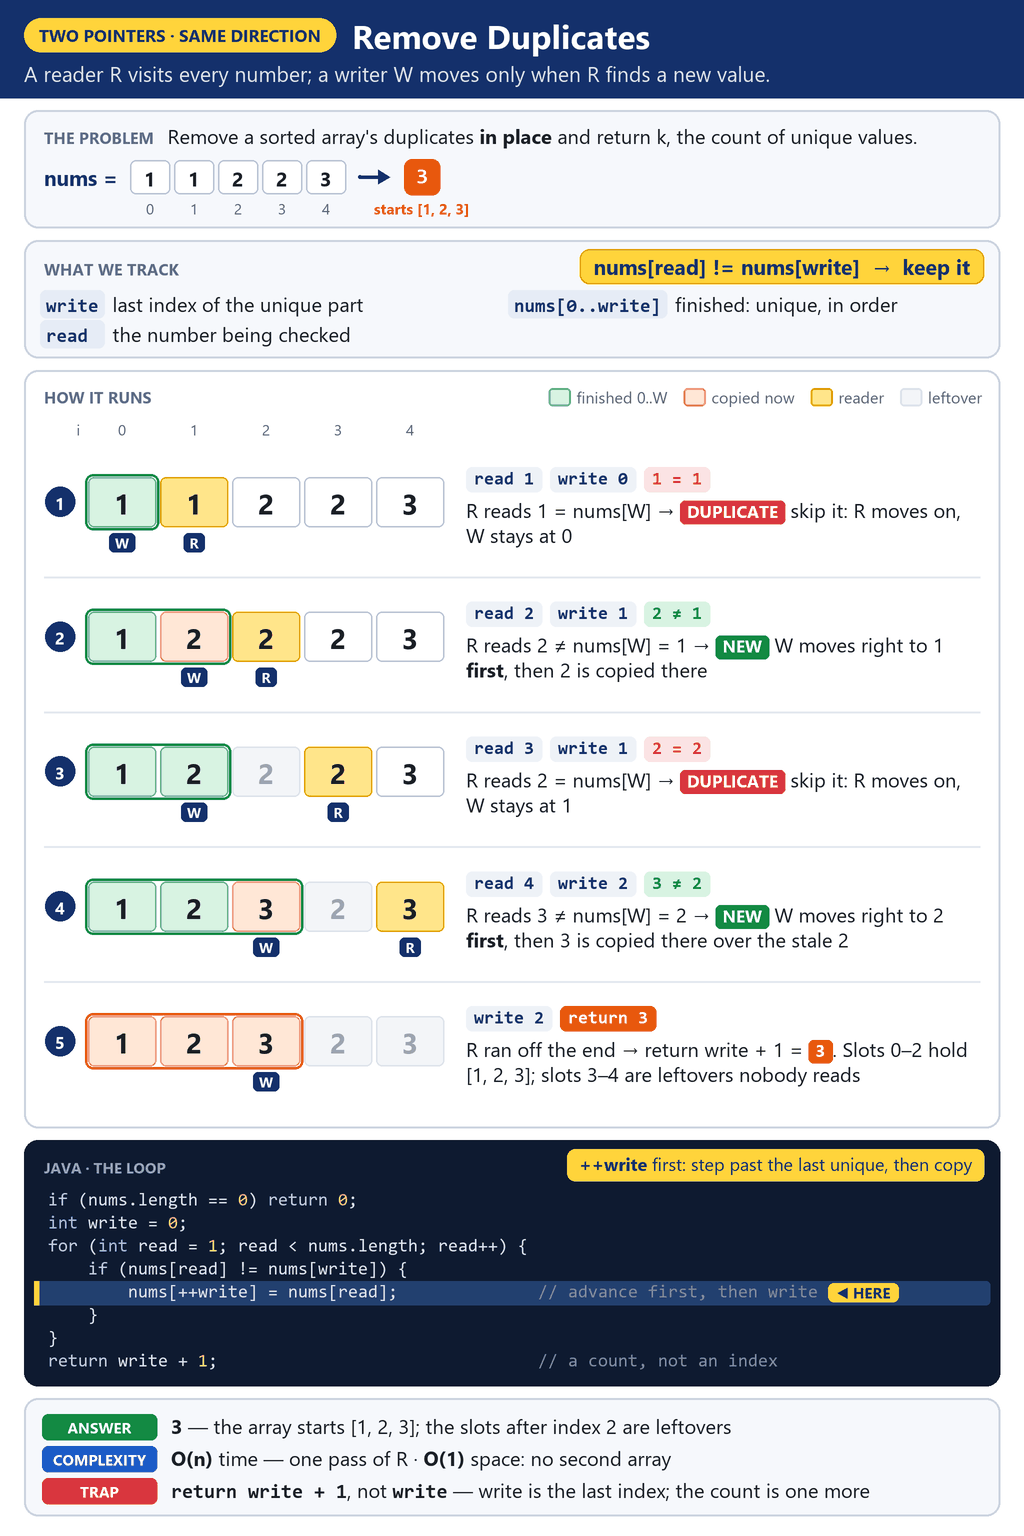 TWO POINTERS · SAME DIRECTION Remove Duplicates
A reader R visits every number; a writer W moves only when R finds a new value.
THE PROBLEM Remove a sorted array's duplicates in place and return k, the count of unique values.
nums = 1 1 2 2 3 → 3
0 1 2 3 4 starts [1, 2, 3]
WHAT WE TRACK nums[read] != nums[write] → keep it
write last index of the unique part nums[0..write] finished: unique, in order
read the number being checked
HOW IT RUNS finished 0..W copied now reader leftover
i 0 1 2 3 4
1 1 1 2 2 3
W R
read 1 write 0 1 = 1
R reads 1 = nums[W] → DUPLICATE skip it: R moves on,
W stays at 0
2 1 2 2 2 3
W R
read 2 write 1 2 ≠ 1
R reads 2 ≠ nums[W] = 1 → NEW W moves right to 1
first, then 2 is copied there
3 1 2 2 2 3
W R
read 3 write 1 2 = 2
R reads 2 = nums[W] → DUPLICATE skip it: R moves on,
W stays at 1
4 1 2 3 2 3
W R
read 4 write 2 3 ≠ 2
R reads 3 ≠ nums[W] = 2 → NEW W moves right to 2
first, then 3 is copied there over the stale 2
5 1 2 3 2 3
W
write 2 return 3
R ran off the end → return write + 1 = 3. Slots 0–2 hold
[1, 2, 3]; slots 3–4 are leftovers nobody reads
JAVA · THE LOOP ++write first: step past the last unique, then copy
if (nums.length == 0) return 0;
int write = 0;
for (int read = 1; read < nums.length; read++) {
if (nums[read] != nums[write]) {
nums[++write] = nums[read]; // advance first, then write ◀ HERE
}
}
return write + 1; // a count, not an index
ANSWER 3 — the array starts [1, 2, 3]; the slots after index 2 are leftovers
COMPLEXITY O(n) time — one pass of R · O(1) space: no second array
TRAP return write + 1, not write — write is the last index; the count is one more